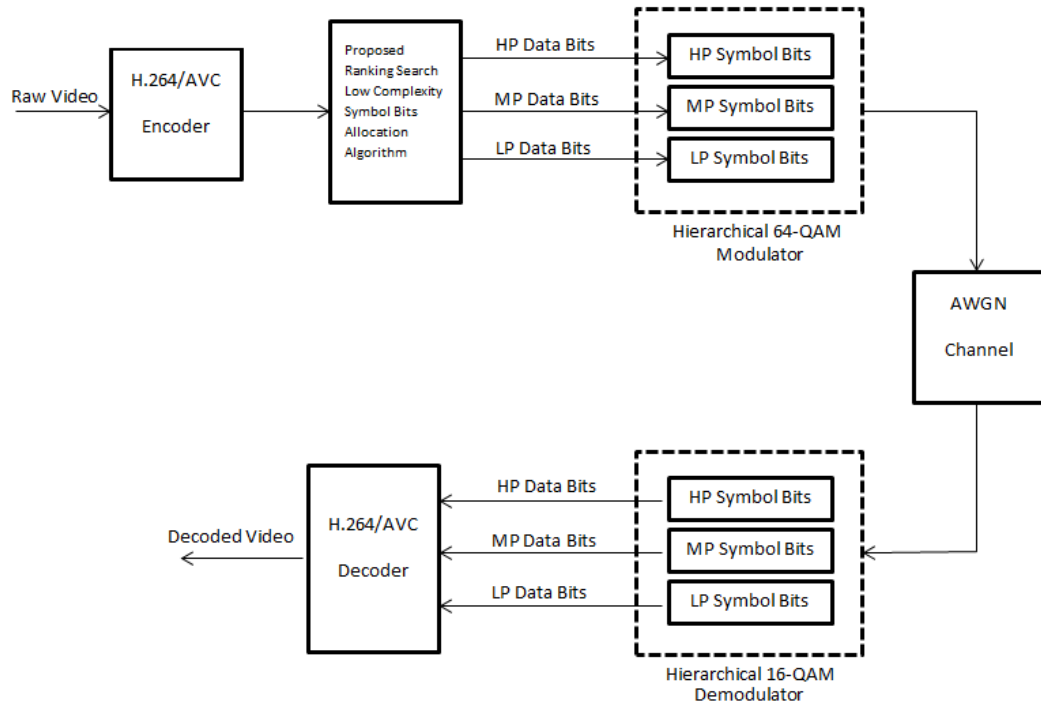 Raw Video
H.264/AVC
Encoder
Proposed
Ranking Search
Low Complexity
Symbol Bits
Allocation
Algorithm
HP Data Bits
MP Data Bits
LP Data Bits
HP Symbol Bits
MP Symbol Bits
LP Symbol Bits
Hierarchical 64-QAM
Modulator
AWGN
Channel
HP Symbol Bits
MP Symbol Bits
LP Symbol Bits
Hierarchical 16-QAM
Demodulator
HP Data Bits
MP Data Bits
LP Data Bits
H.264/AVC
Decoder
Decoded Video